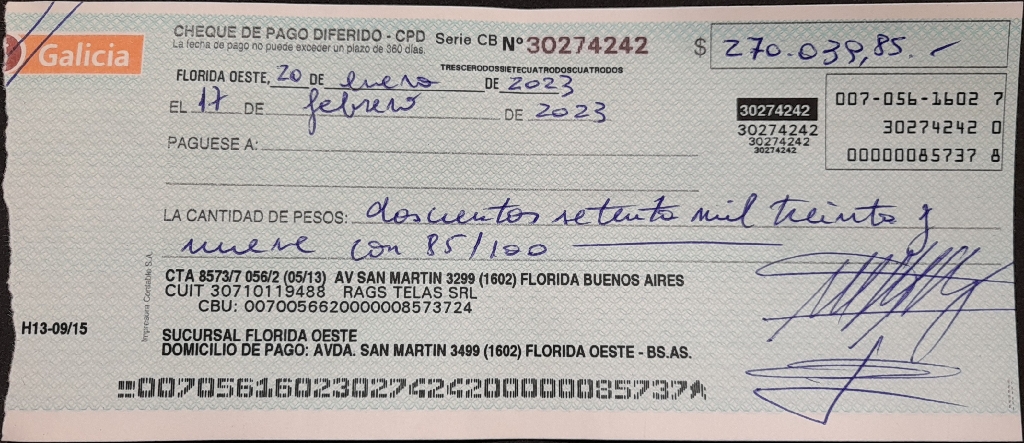 Galicia
CHEQUE DE PAGO DIFERIDO - CPD Serie CB Nº 30274242
La fecha de pago no puede exceder un plazo de 360 días.
TRESCERODOSSIETECUATRODOSCUATRODOS
$ 270.039,85.-
FLORIDA OESTE, 20 DE enero DE 2023
EL 17 DE febrero DE 2023
PAGUESE A:
30274242
30274242
30274242
30274242
007-056-1602 7
30274242 0
00000085737 8
LA CANTIDAD DE PESOS: doscientos setenta mil treinta y
nueve con 85/100
CTA 8573/7 056/2 (05/13) AV SAN MARTIN 3299 (1602) FLORIDA BUENOS AIRES
CUIT 30710119488 RAGS TELAS SRL
CBU: 0070056620000008573724
Impresora Contable S.A.
H13-09/15
SUCURSAL FLORIDA OESTE
DOMICILIO DE PAGO: AVDA. SAN MARTIN 3499 (1602) FLORIDA OESTE - BS.AS.
00705616023027424200000085737